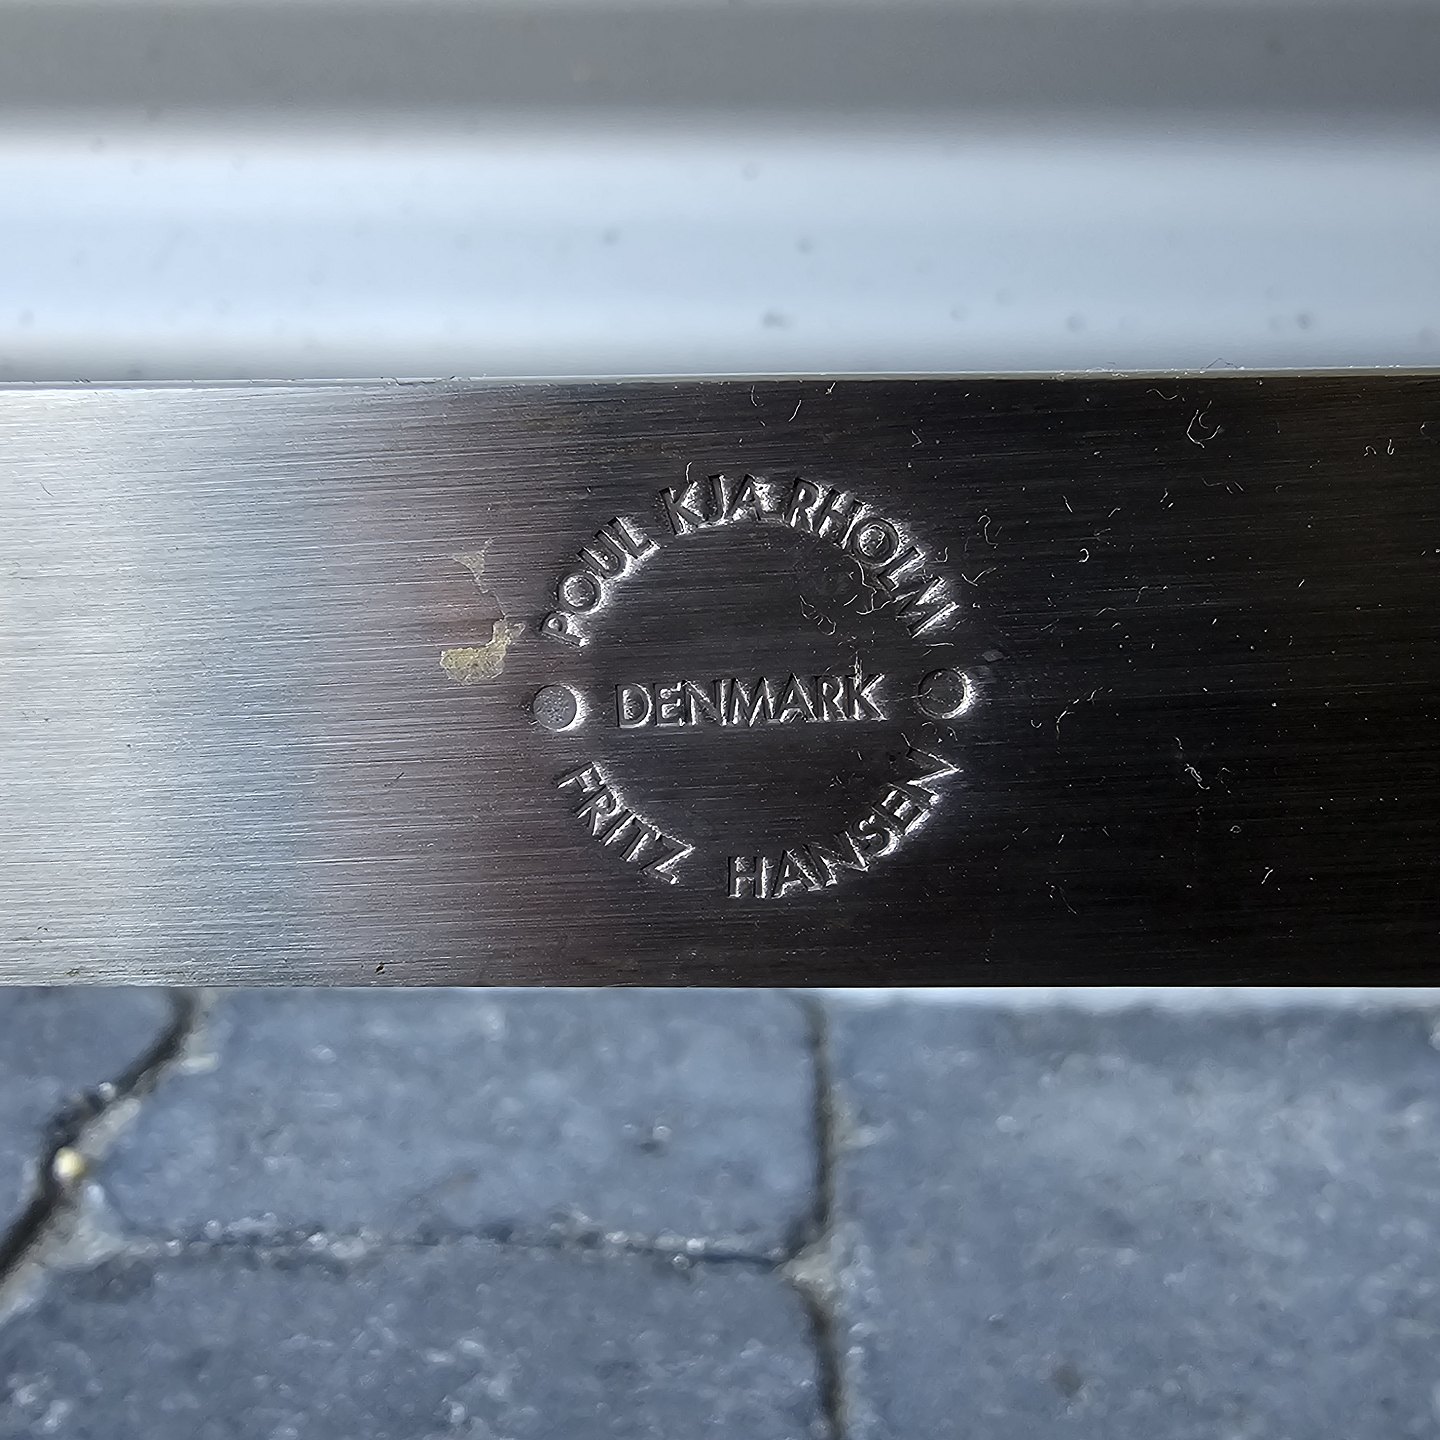 POUL KJÆRHOLM
DENMARK
FRITZ HANSEN